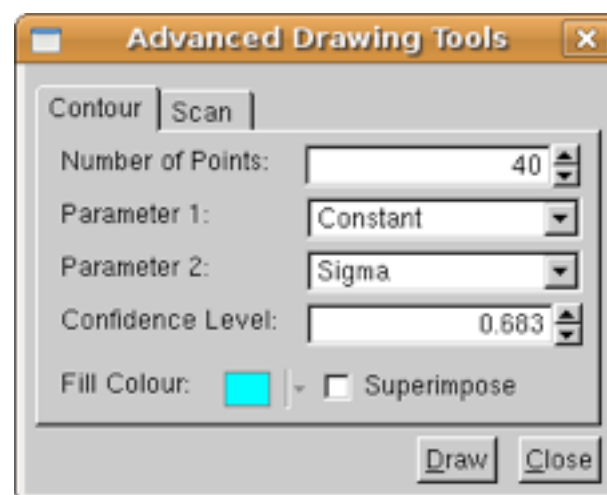 Advanced Drawing Tools
Contour Scan
Number of Points: 40
Parameter 1: Constant
Parameter 2: Sigma
Confidence Level: 0.683
Fill Colour: Superimpose
Draw Close